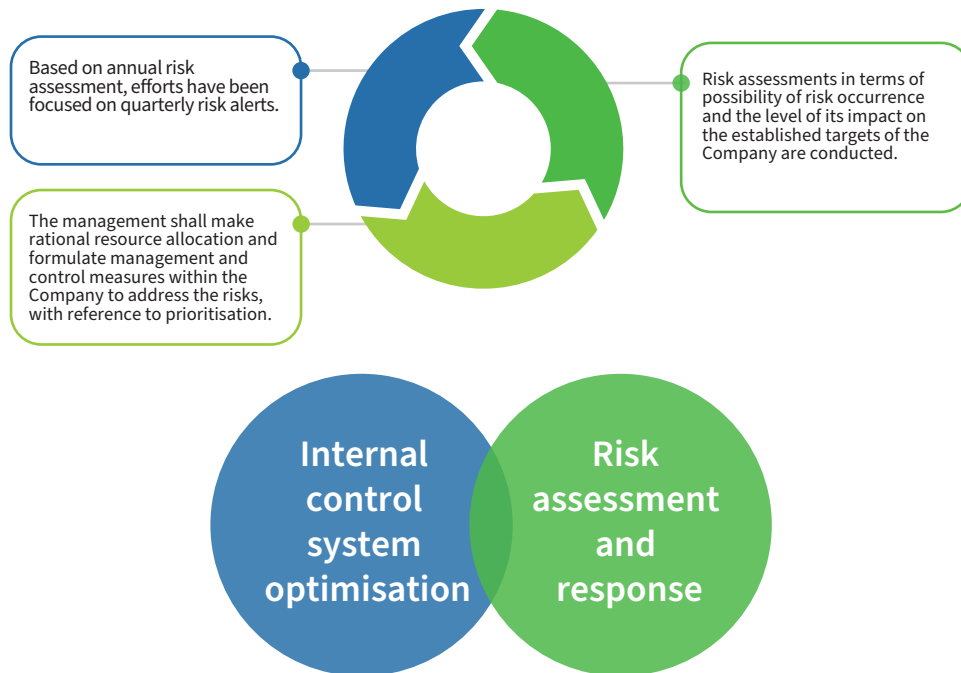 Based on annual risk
assessment, efforts have been
focused on quarterly risk alerts.
Risk assessments in terms of
possibility of risk occurrence
and the level of its impact on
the established targets of the
Company are conducted.
The management shall make
rational resource allocation and
formulate management and
control measures within the
Company to address the risks,
with reference to prioritisation.
Internal
control
system
optimisation
Risk
assessment
and
response